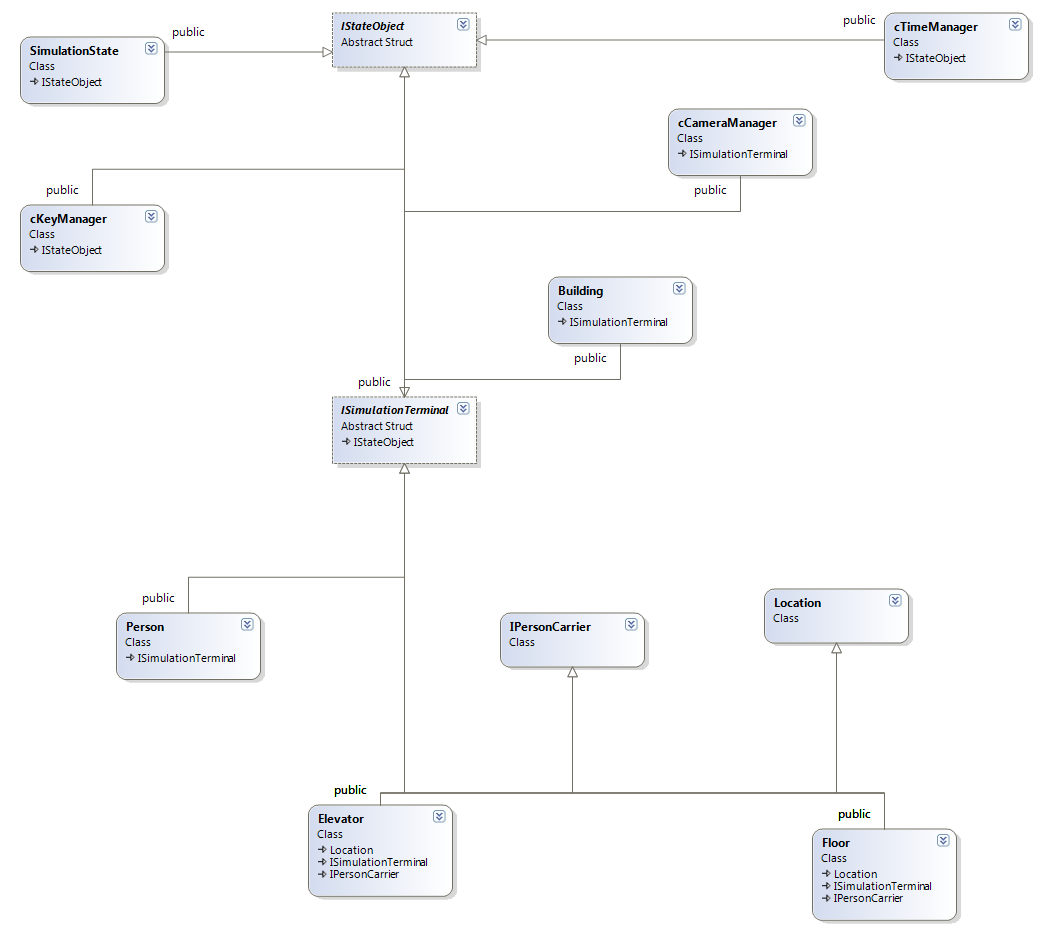 public
IStateObject
Abstract Struct
public
cTimeManager
Class
IStateObject
SimulationState
Class
IStateObject
cCameraManager
Class
ISimulationTerminal
public
public
cKeyManager
Class
IStateObject
Building
Class
ISimulationTerminal
public
public
ISimulationTerminal
Abstract Struct
IStateObject
public
Person
Class
ISimulationTerminal
IPersonCarrier
Class
Location
Class
public
Elevator
Class
Location
ISimulationTerminal
IPersonCarrier
public
Floor
Class
Location
ISimulationTerminal
IPersonCarrier